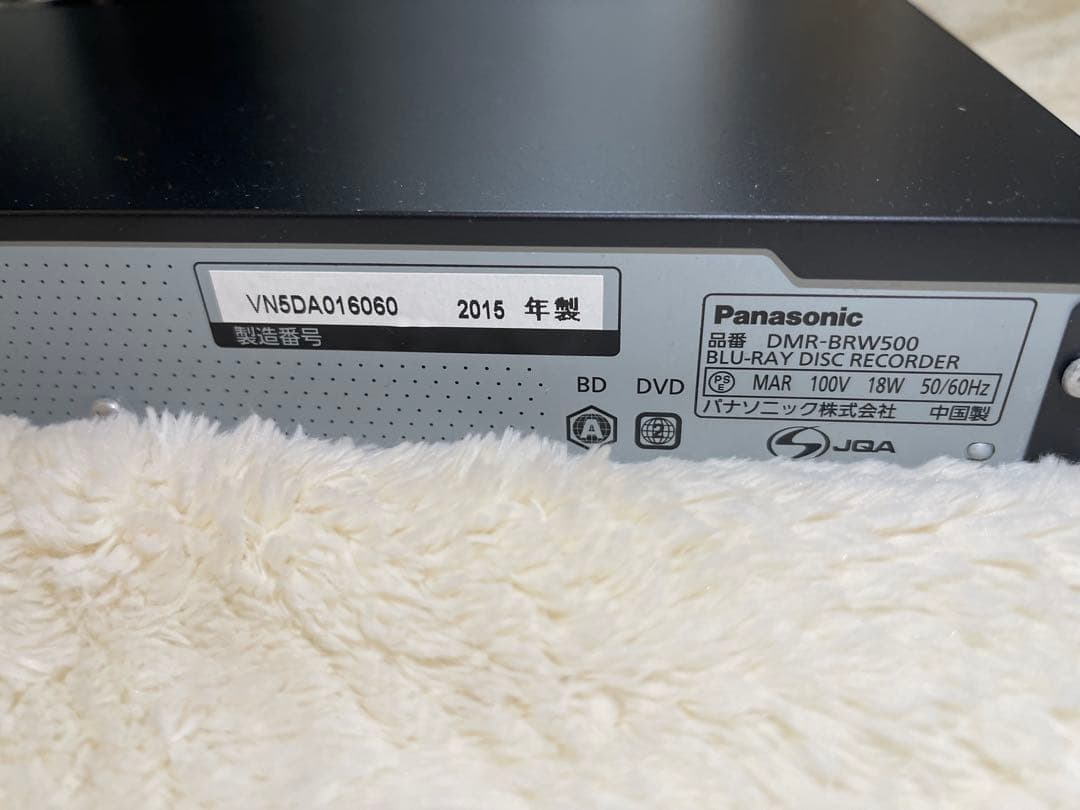 VN5DA016060 2015 年製
製造番号
BD DVD
A 2
Panasonic
品番 DMR-BRW500
BLU-RAY DISC RECORDER
PSE MAR 100V 18W 50/60Hz
パナソニック株式会社 中国製
JQA